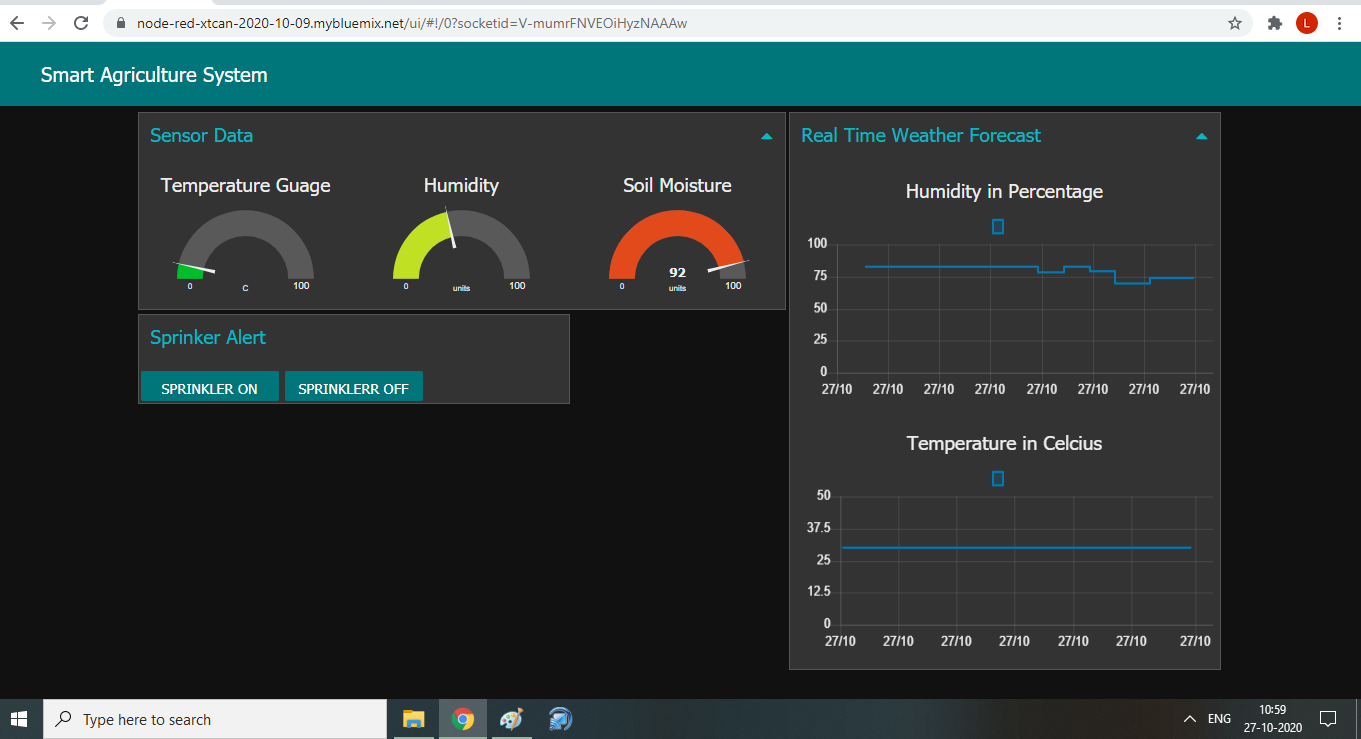 node-red-xtcan-2020-10-09.mybluemix.net/ui/#!/0?socketid=V-mumrFNVEOiHyzNAAAw
L
Smart Agriculture System
Sensor Data
Temperature Guage
Humidity
Soil Moisture
92
0
C
100
0
units
100
0
units
100
Sprinker Alert
SPRINKLER ON
SPRINKLERR OFF
Real Time Weather Forecast
Humidity in Percentage
100
75
50
25
0
27/10 27/10 27/10 27/10 27/10 27/10 27/10 27/10
Temperature in Celcius
50
37.5
25
12.5
0
27/10 27/10 27/10 27/10 27/10 27/10 27/10
Type here to search
ENG
10:59
27-10-2020